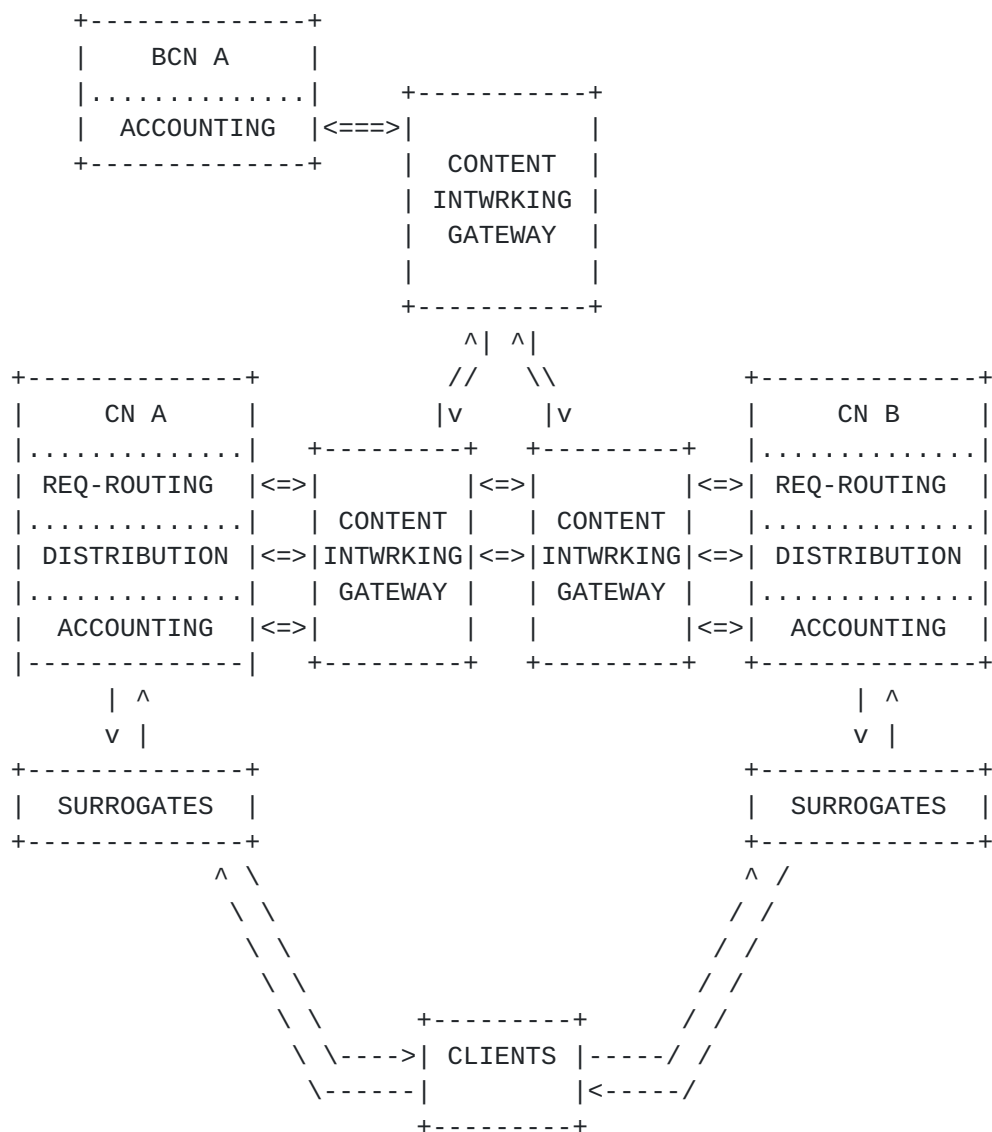 BCN A
ACCOUNTING
CONTENT
INTWRKING
GATEWAY
CN A
REQ-ROUTING
DISTRIBUTION
ACCOUNTING
CONTENT
INTWRKING
GATEWAY
CONTENT
INTWRKING
GATEWAY
CN B
REQ-ROUTING
DISTRIBUTION
ACCOUNTING
SURROGATES
SURROGATES
CLIENTS